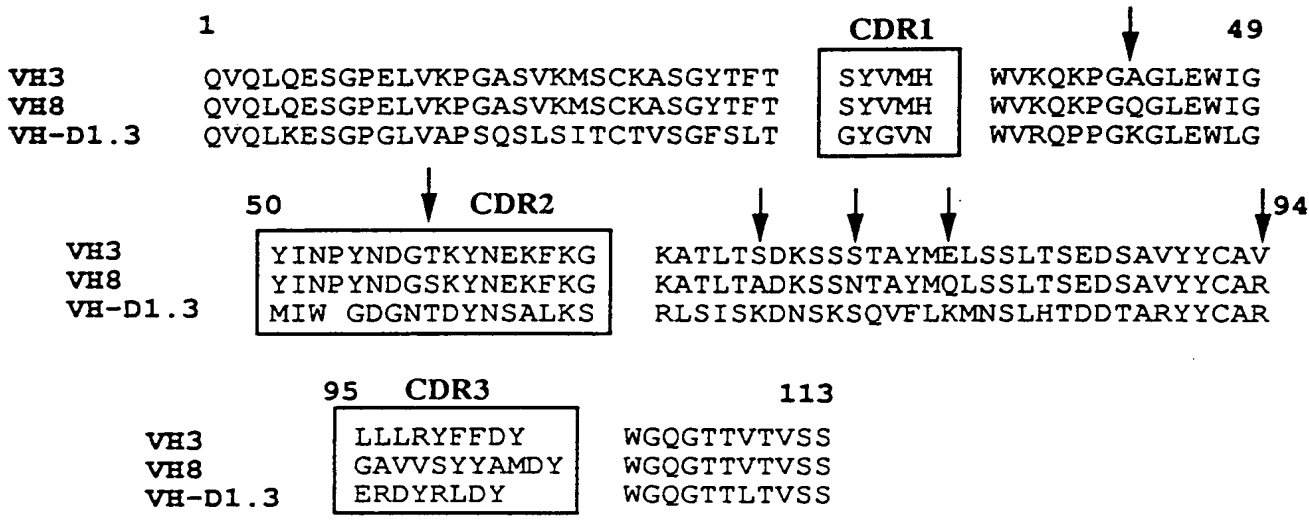 1 CDR1 49
VH3 QVQLQESGPELVKPGASVKMSCKASGYTFT SYVMH WVKQKPGAGLEWIG
VH8 QVQLQESGPELVKPGASVKMSCKASGYTFT SYVMH WVKQKPGQGLEWIG
VH-D1.3 QVQLKESGPGLVAPSQSLSITCTVSGFSLT GYGVN WVRQPPGKGLEWLG
50 CDR2 94
VH3 YINPYNDGTKYNEKFKG KATLTSDKSSSTAYMELSSLTSEDSAVYYCAV
VH8 YINPYNDGSKYNEKFKG KATLTADKSSNTAYMQLSSLTSEDSAVYYCAR
VH-D1.3 MIW GDGNTDYNSALKS RLSISKDNSKSQVFLKMNSLHTDDTARYYCAR
95 CDR3 113
VH3 LLLRYFFDY WGQGTTVTVSS
VH8 GAVVSYYAMDY WGQGTTVTVSS
VH-D1.3 ERDYRLDY WGQGTTLTVSS